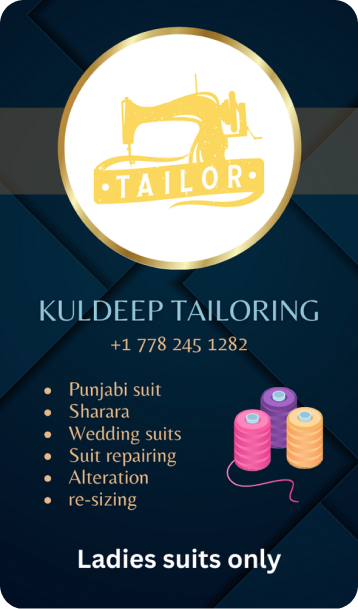 • TAILOR •
KULDEEP TAILORING
+1 778 245 1282
• Punjabi suit
• Sharara
• Wedding suits
• Suit repairing
• Alteration
• re-sizing
Ladies suits only